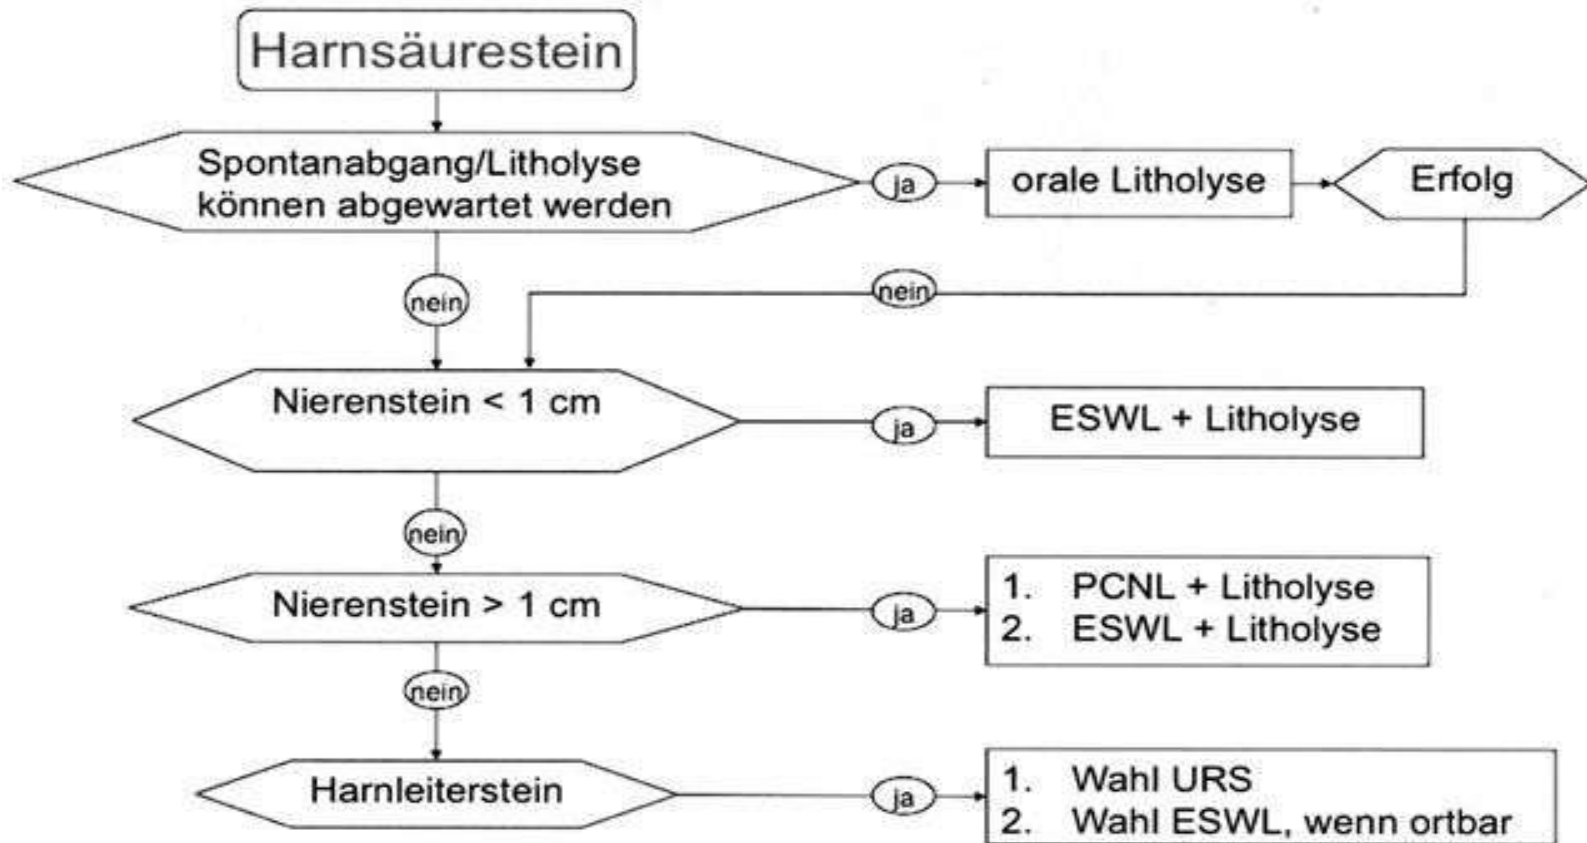 Harnsäurestein
Spontanabgang/Litholyse
können abgewartet werden
ja
orale Litholyse
Erfolg
nein
nein
Nierenstein < 1 cm
ja
ESWL + Litholyse
nein
Nierenstein > 1 cm
ja
1. PCNL + Litholyse
2. ESWL + Litholyse
nein
Harnleiterstein
ja
1. Wahl URS
2. Wahl ESWL, wenn ortbar